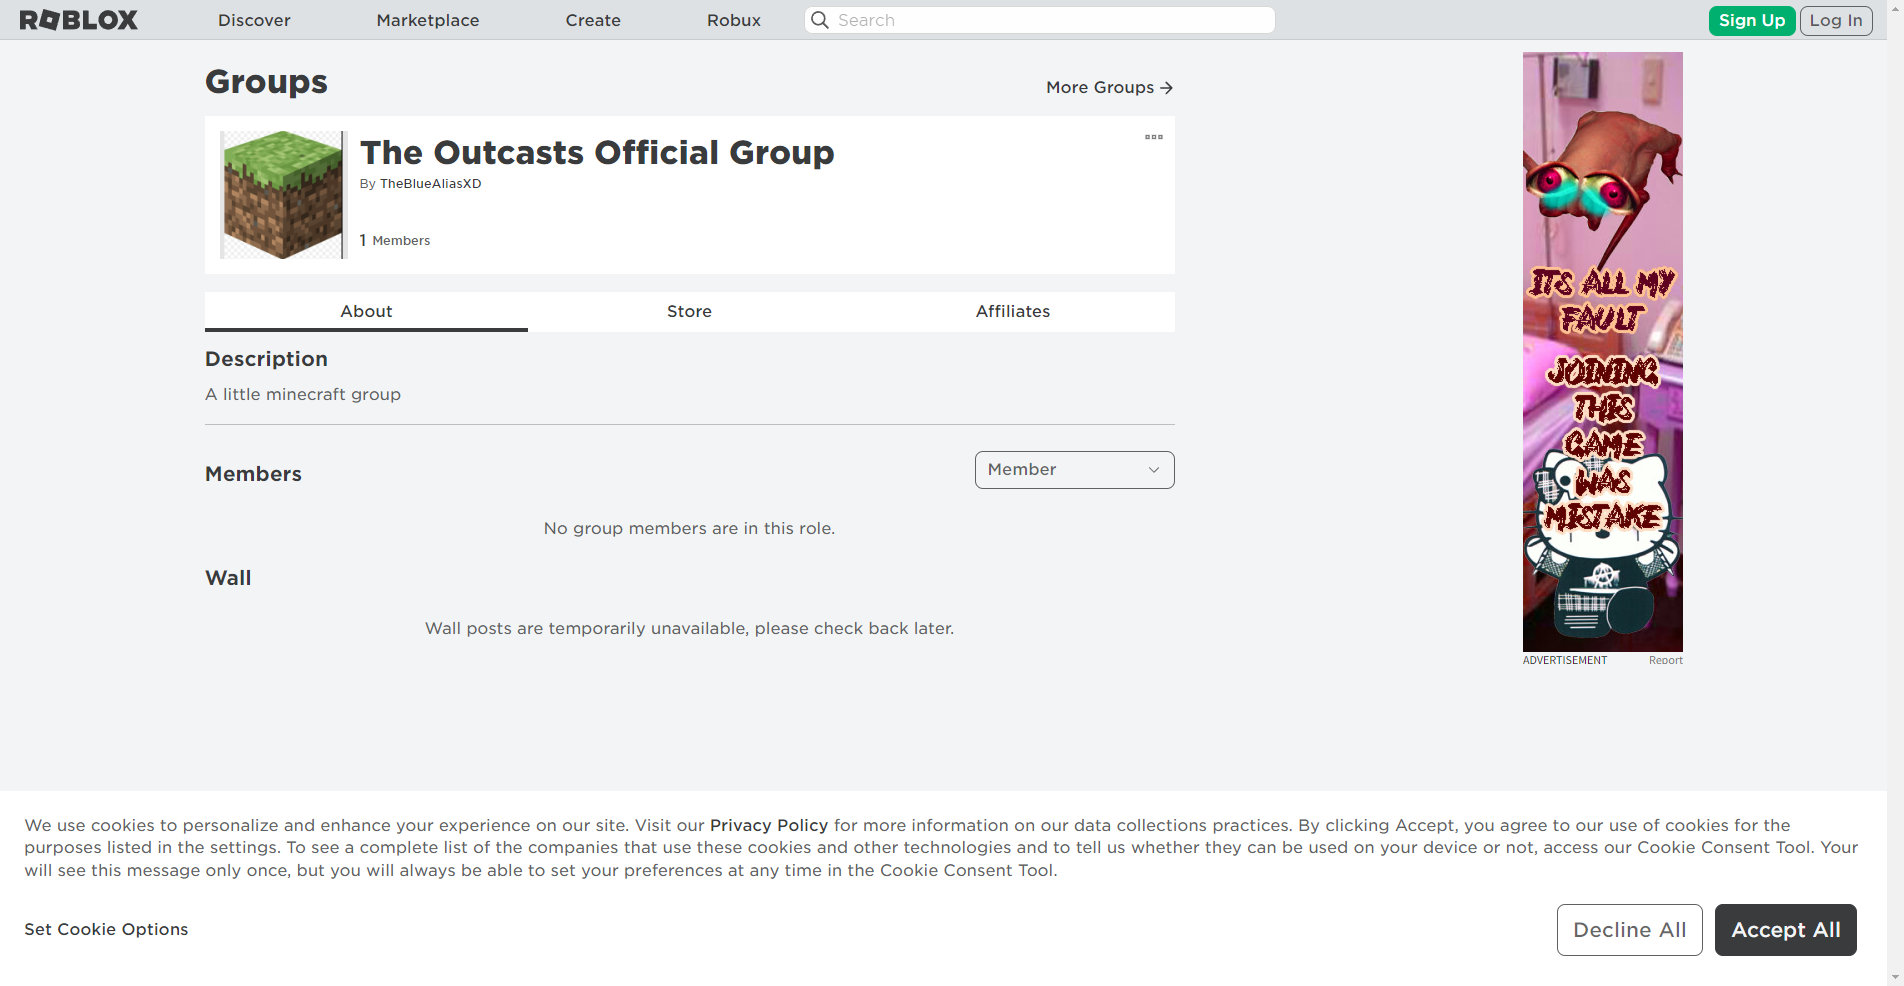 ROBLOX
Discover
Marketplace
Create
Robux
Search
Sign Up
Log In
Groups
More Groups
The Outcasts Official Group
By TheBlueAliasXD
1 Members
About
Store
Affiliates
Description
A little minecraft group
Members
Member
No group members are in this role.
Wall
Wall posts are temporarily unavailable, please check back later.
ITS ALL MY
FAULT
JOINING
THIS
GAME
WAS
MISTAKE
ADVERTISEMENT
Report
We use cookies to personalize and enhance your experience on our site. Visit our Privacy Policy for more information on our data collections practices. By clicking Accept, you agree to our use of cookies for the
purposes listed in the settings. To see a complete list of the companies that use these cookies and other technologies and to tell us whether they can be used on your device or not, access our Cookie Consent Tool. Your
will see this message only once, but you will always be able to set your preferences at any time in the Cookie Consent Tool.
Set Cookie Options
Decline All
Accept All